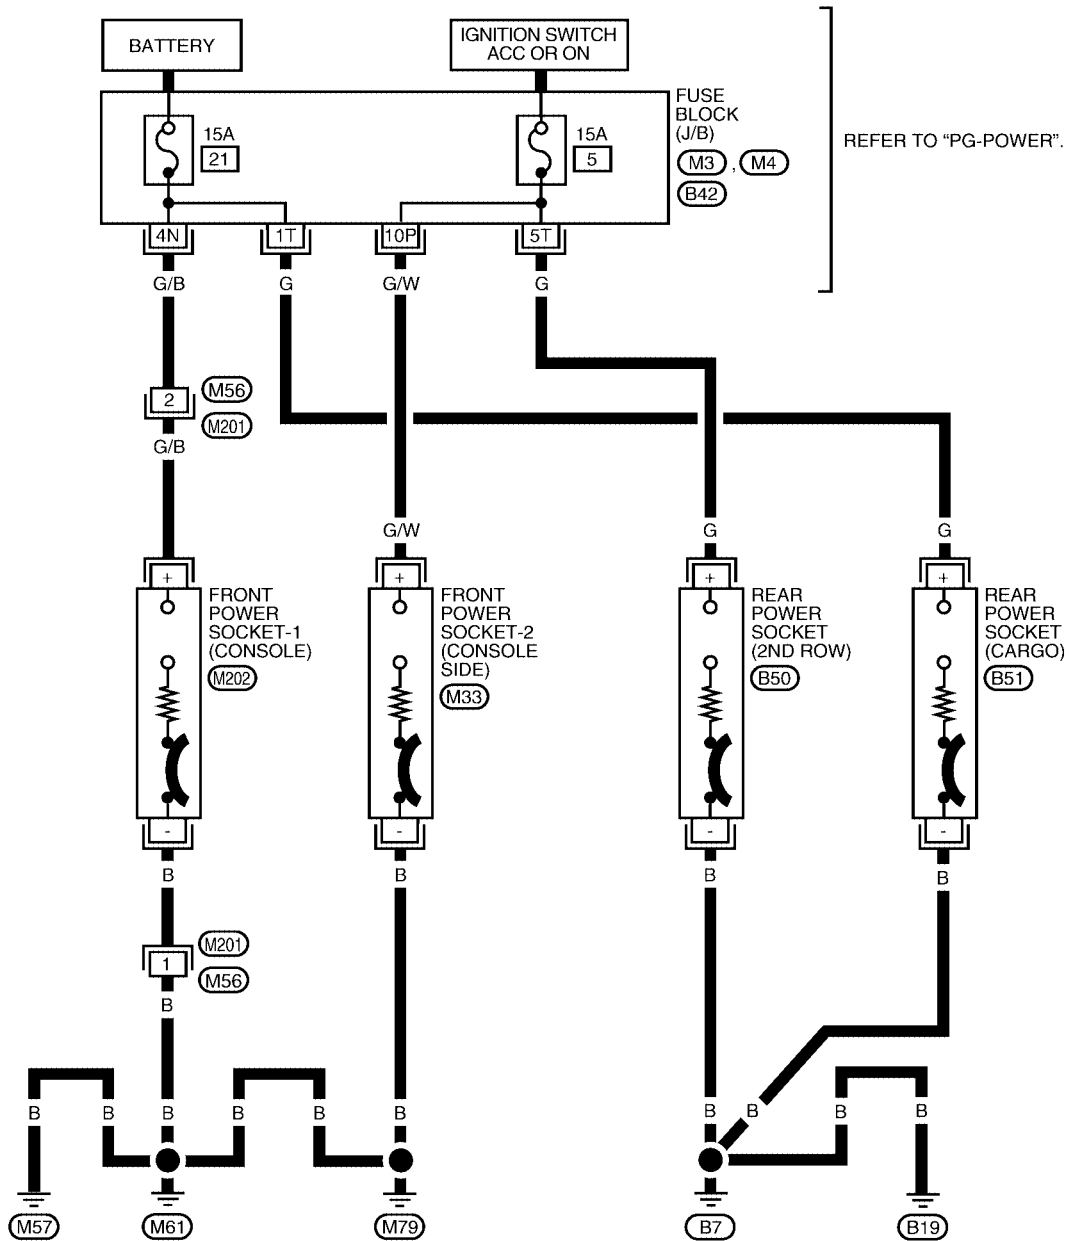 BATTERY
IGNITION SWITCH
ACC OR ON
FUSE
BLOCK
(J/B)
M3 , M4
B42
REFER TO “PG-POWER”.
15A
21
15A
5
4N
1T
10P
5T
G/B
G
G/W
G
2
M56
M201
G/B
G/W
G
G
+
+
+
+
FRONT
POWER
SOCKET-1
(CONSOLE)
M202
FRONT
POWER
SOCKET-2
(CONSOLE
SIDE)
M33
REAR
POWER
SOCKET
(2ND ROW)
B50
REAR
POWER
SOCKET
(CARGO)
B51
-
-
-
-
B
B
B
B
M201
1
M56
B
B
B
B
B
B
B
B
B
B
B
M57
M61
M79
B7
B19